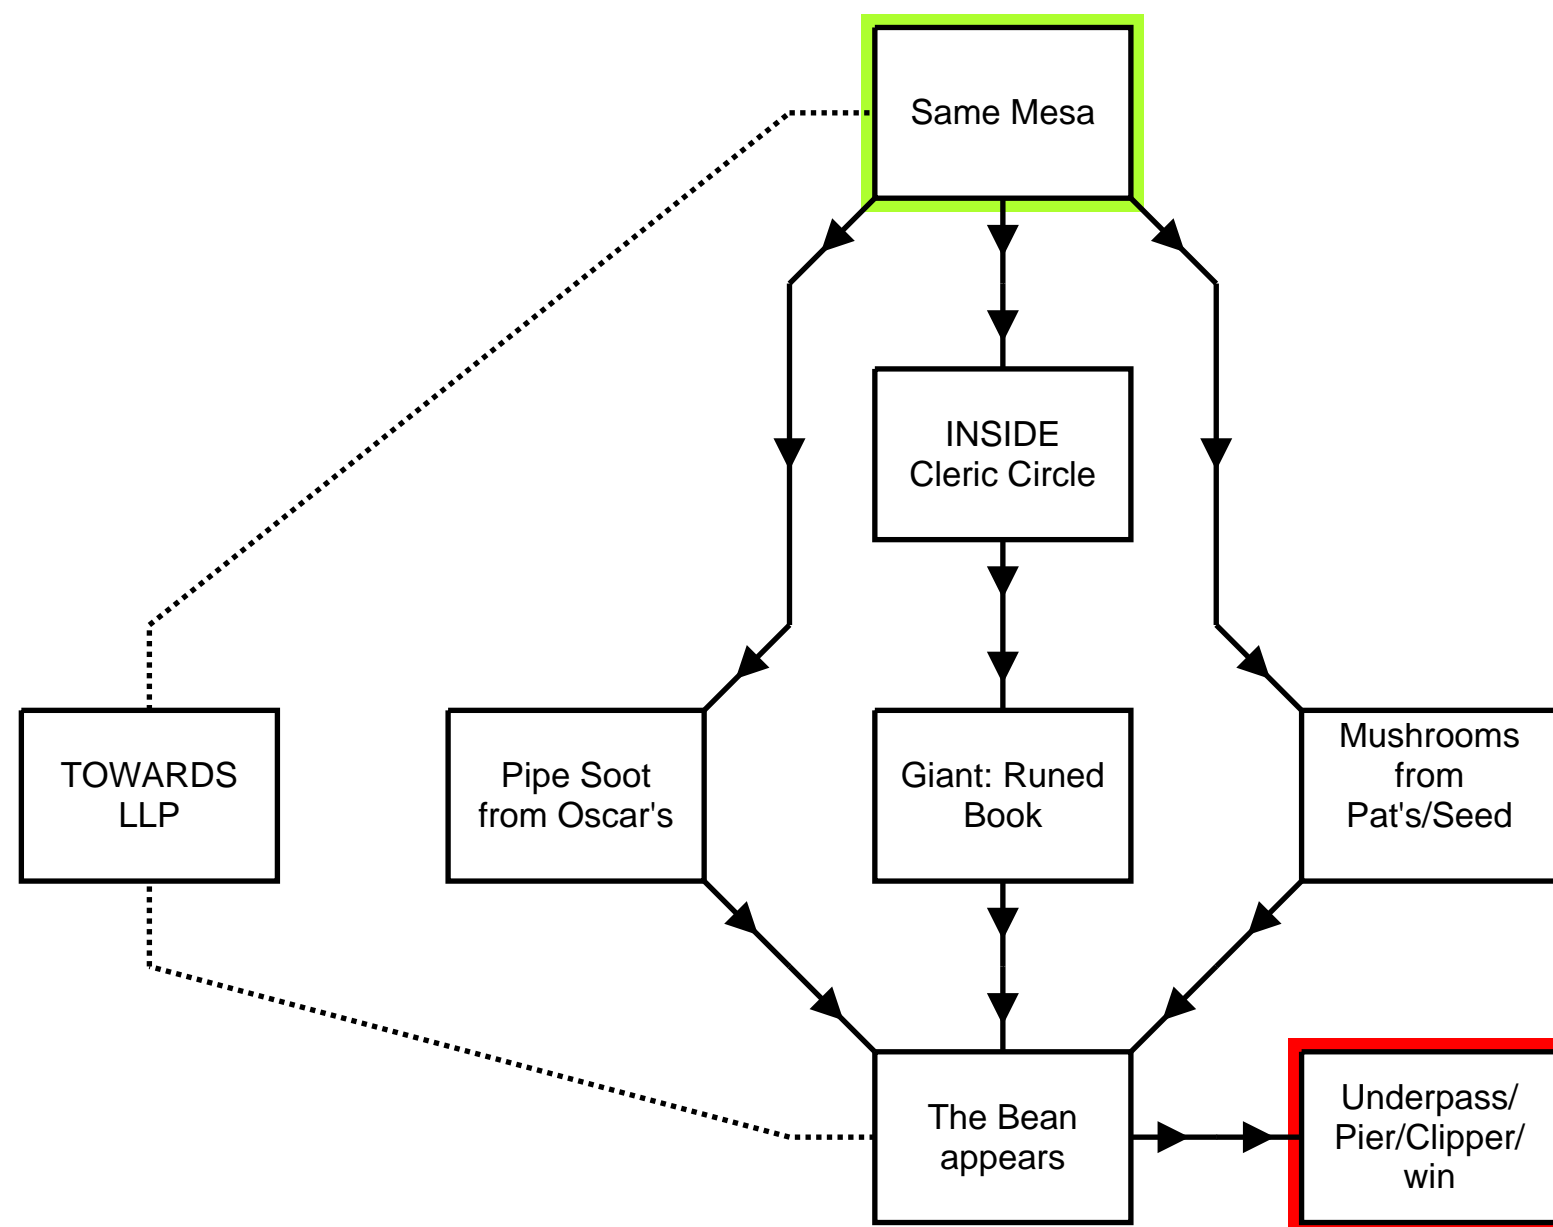 Same Mesa
INSIDE
Cleric Circle
TOWARDS
LLP
Pipe Soot
from Oscar's
Giant: Runed
Book
Mushrooms
from
Pat's/Seed
The Bean
appears
Underpass/
Pier/Clipper/
win